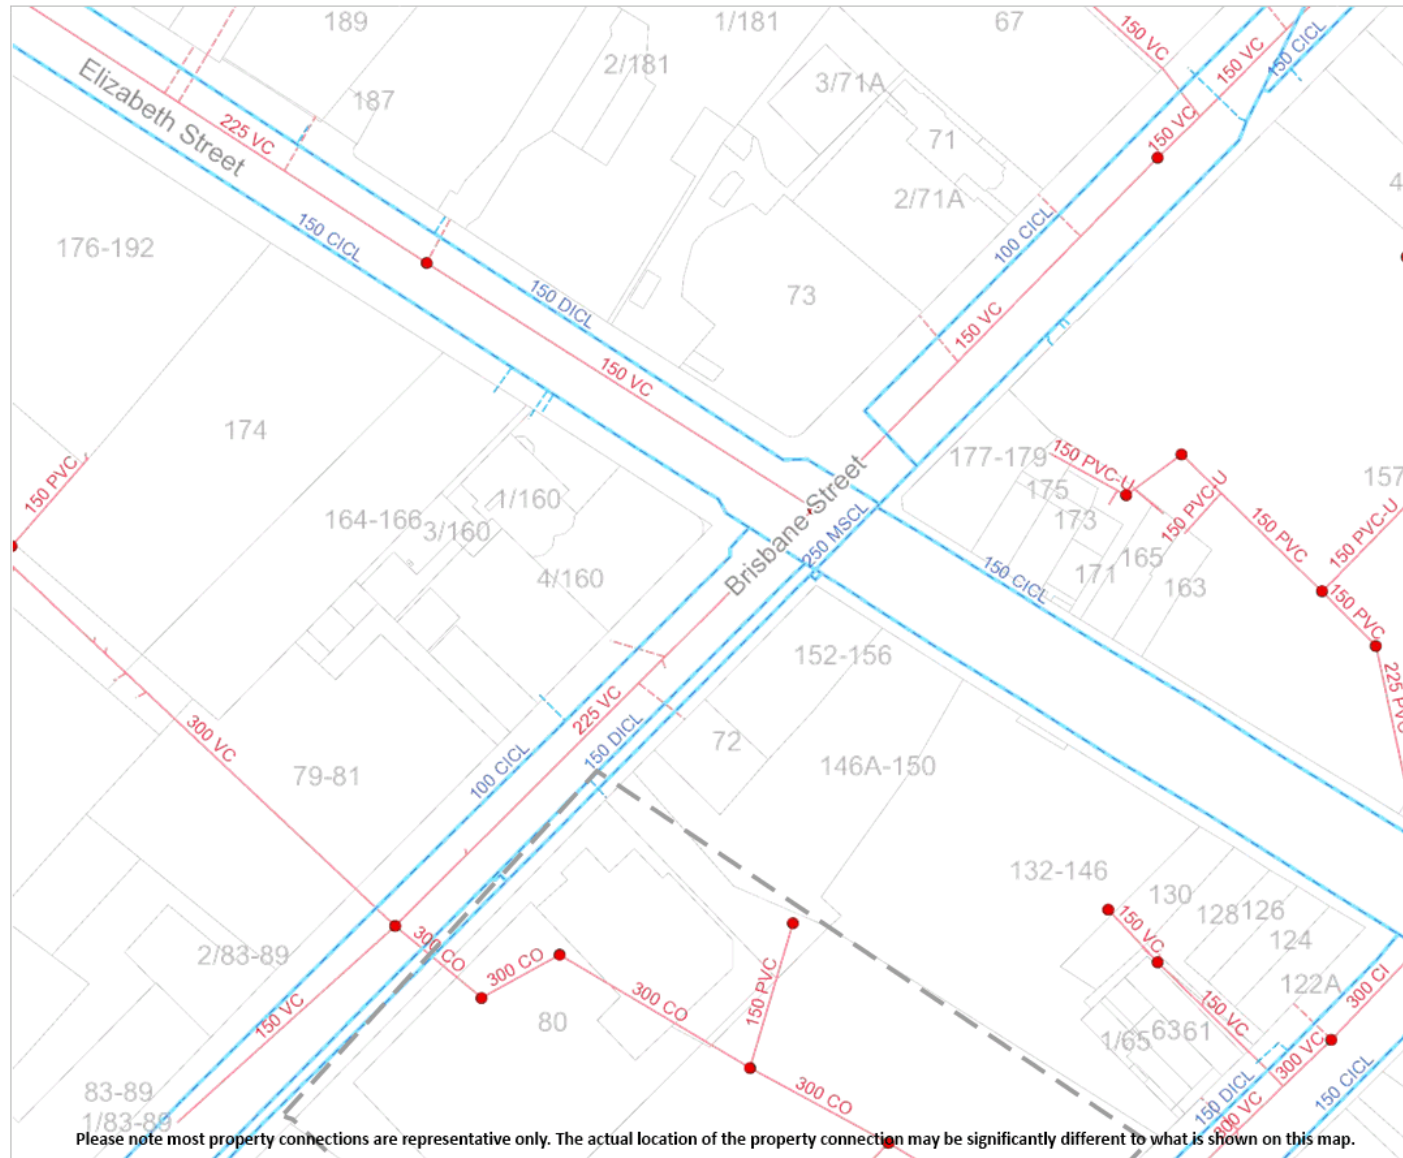 189
1/181
67
150 VC
150 CICL
2/181
150 VC
3/71A
Elizabeth Street
187
225 VC
71
150 VC
2/71A
176-192
150 CICL
100 CICL
150 DICL
73
150 VC
150 VC
174
177-179
150 PVC-U
150 PVC
175
157
1/160
164-166
3/160
Brisbane Street
250 MSCL
173
150 PVC-U
150 PVC
150 PVC-U
165
171
163
4/160
150 CICL
150 PVC
152-156
225 PVC
225 VC
300 VC
150 DICL
72
100 CICL
79-81
146A-150
132-146
130
128
126
150 VC
124
300 CO
2/83-89
300 CO
122A
300 CI
300 CO
150 PVC
150 VC
150 VC
80
1/65
63
61
300 VC
83-89
300 CO
150 DICL
150 CICL
300 VC
1/83-89
Please note most property connections are representative only. The actual location of the property connection may be significantly different to what is shown on this map.